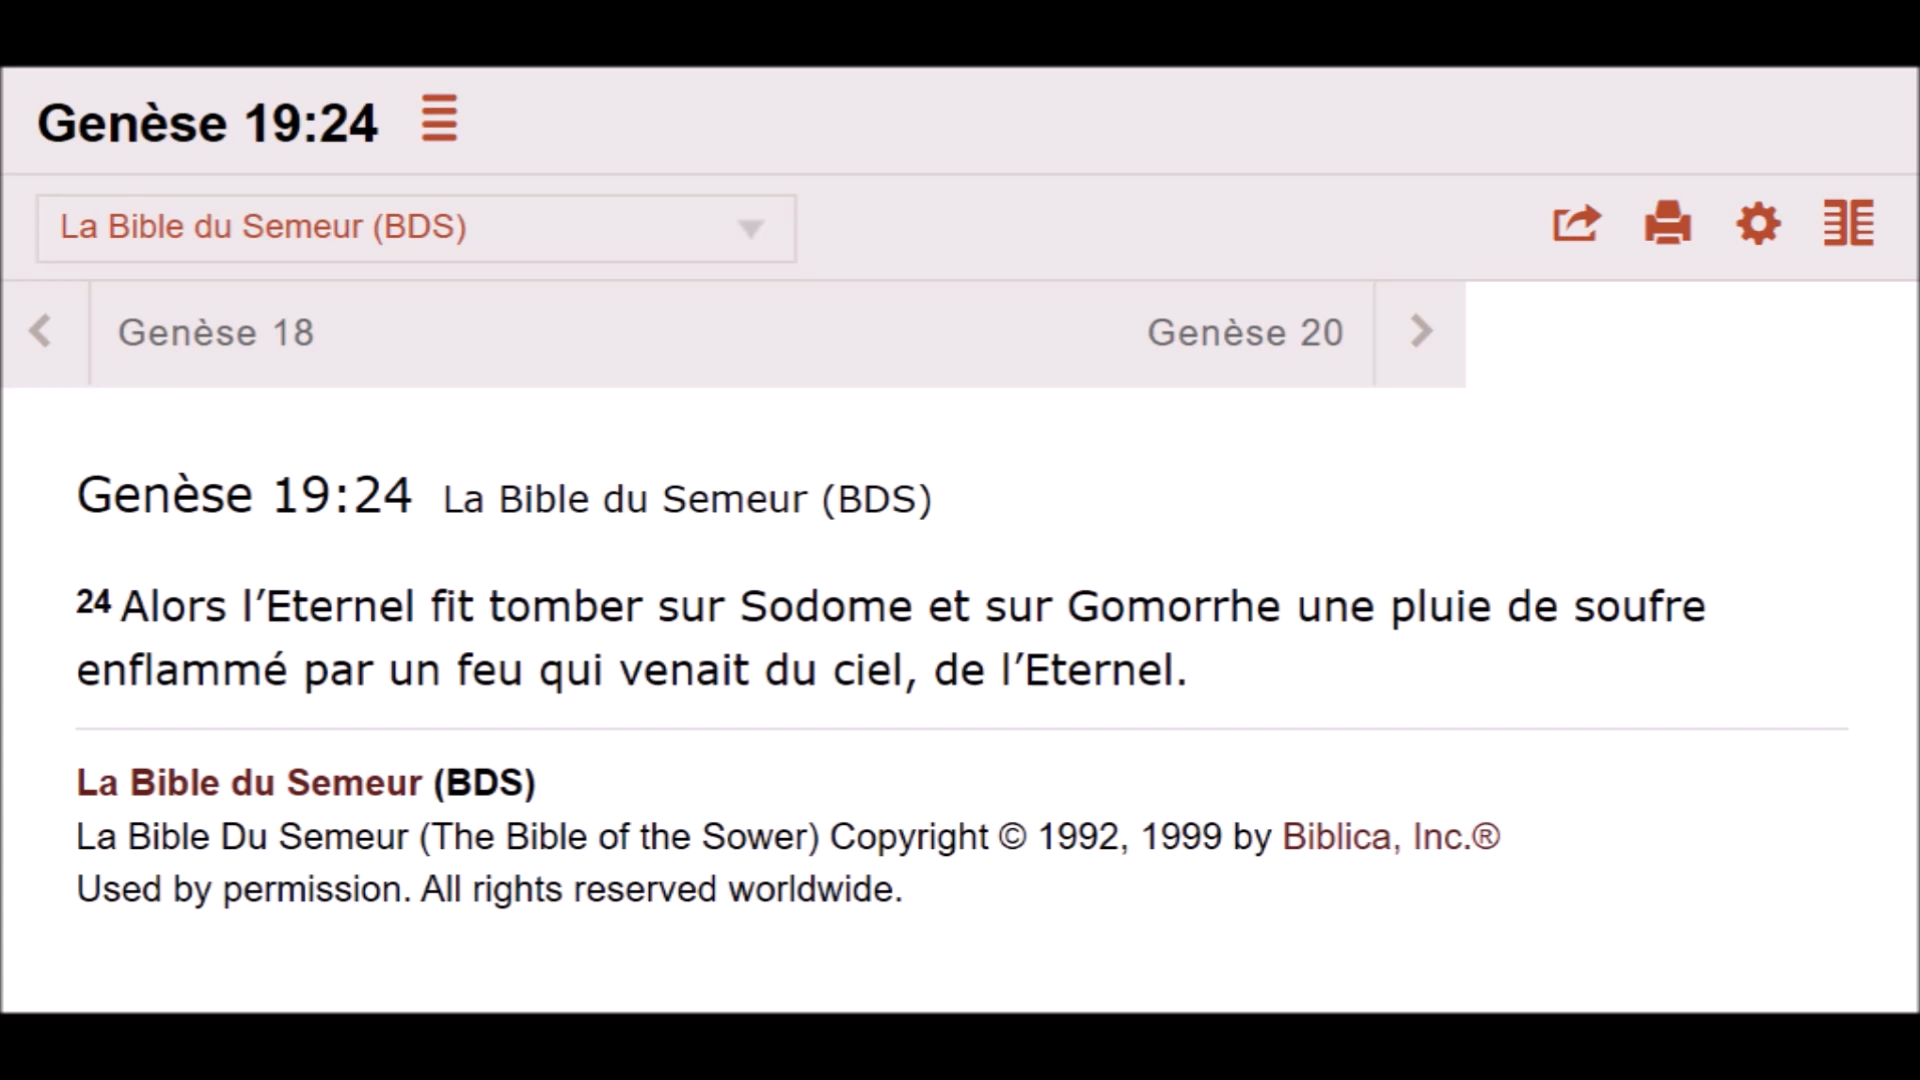 Genèse 19:24
La Bible du Semeur (BDS)
Genèse 18
Genèse 20
Genèse 19:24 La Bible du Semeur (BDS)
24 Alors l’Eternel fit tomber sur Sodome et sur Gomorrhe une pluie de soufre
enflammé par un feu qui venait du ciel, de l’Eternel.
La Bible du Semeur (BDS)
La Bible Du Semeur (The Bible of the Sower) Copyright © 1992, 1999 by Biblica, Inc.®
Used by permission. All rights reserved worldwide.